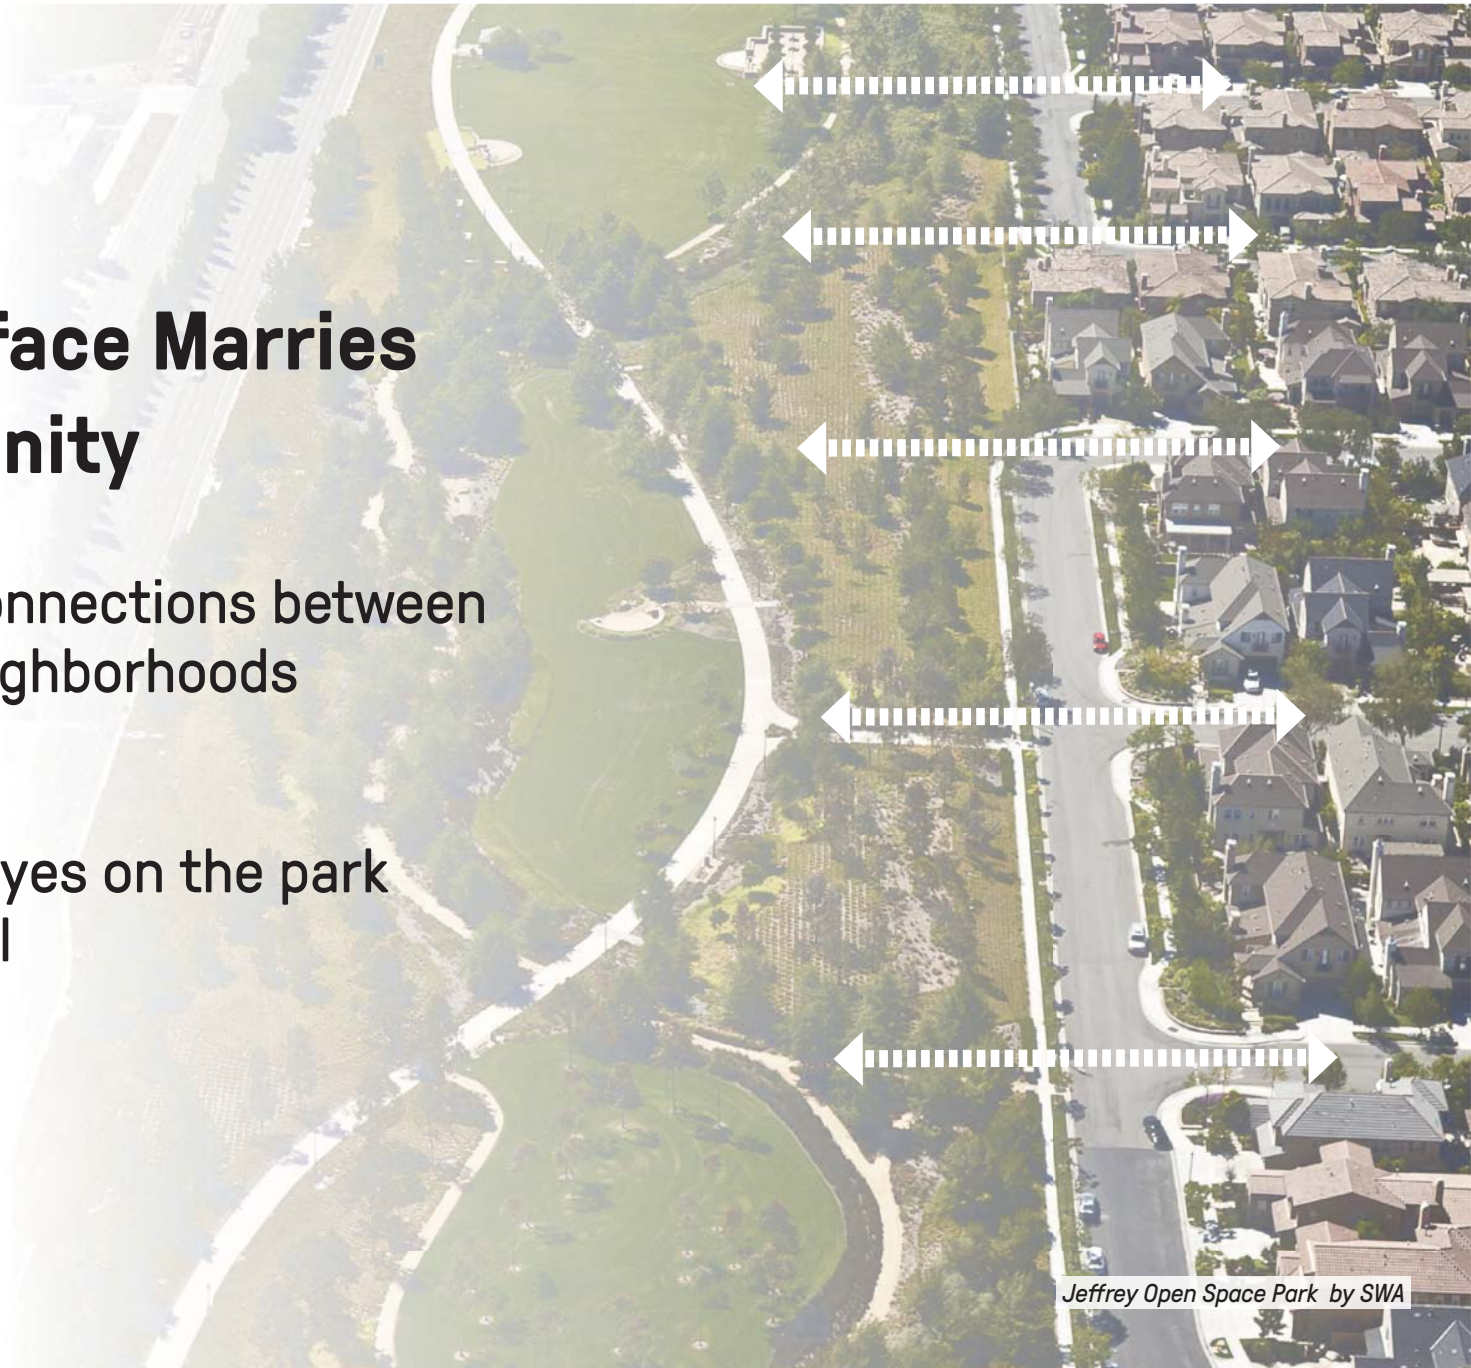 face Marries
nity
onnections between
ghborhoods
yes on the park
l
Jeffrey Open Space Park by SWA